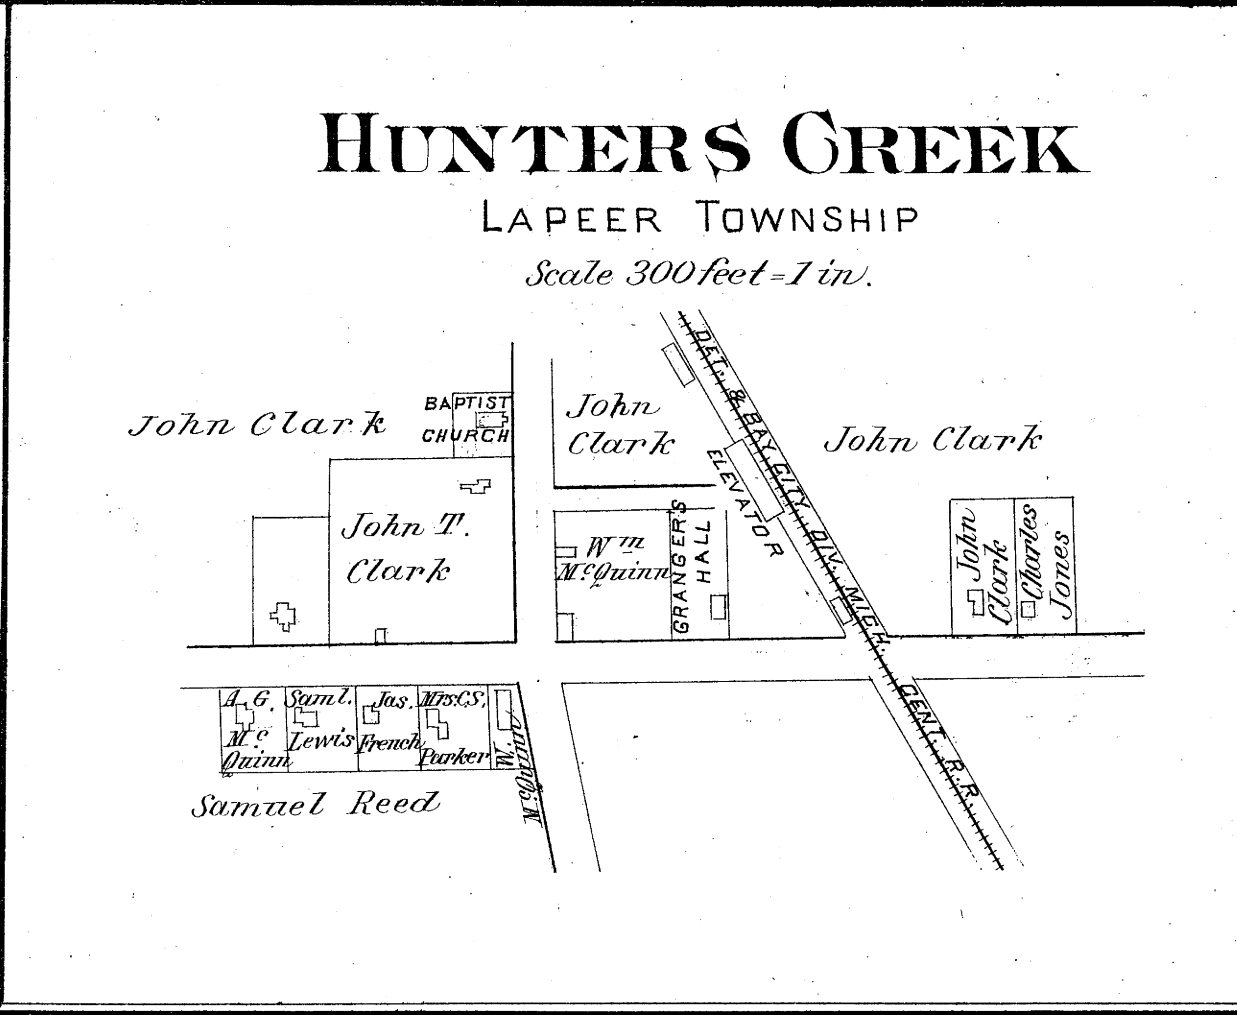 HUNTERS CREEK
LAPEER TOWNSHIP
Scale 300 feet = 1 in.
DET. & BAY CITY DIV. MICH. CENT. R. R.
John Clark
BAPTIST
CHURCH
John
Clark
John Clark
ELEVATOR
John T.
Clark
Wm
McQuinn
GRANGER'S
HALL
John
Clark
Charles
Jones
A. G.
Mc
Quinn
Saml.
Lewis
Jas.
French
Mrs. C.S.
Parker
W.
McQuinn
Samuel Reed